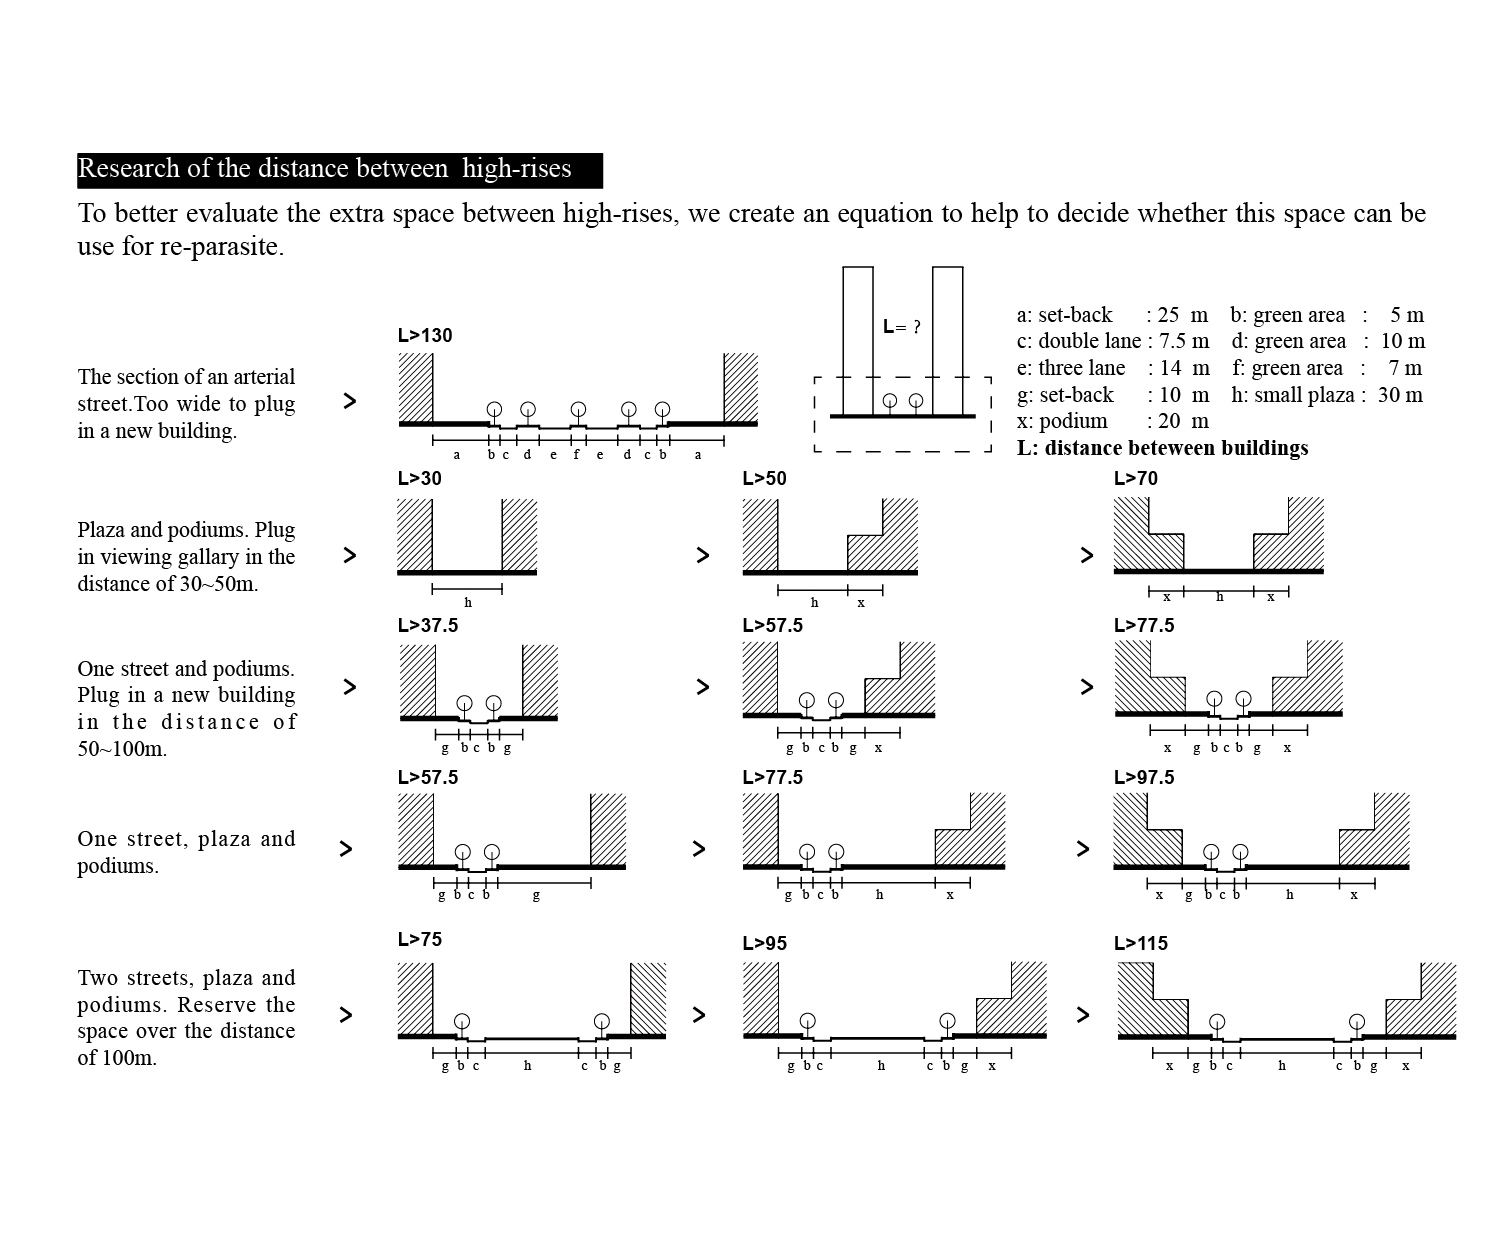 Research of the distance between high-rises
To better evaluate the extra space between high-rises, we create an equation to help to decide whether this space can be
use for re-parasite.
L= ?
a: set-back : 25 m b: green area : 5 m
c: double lane : 7.5 m d: green area : 10 m
e: three lane : 14 m f: green area : 7 m
g: set-back : 10 m h: small plaza : 30 m
x: podium : 20 m
L: distance beteween buildings
The section of an arterial
street.Too wide to plug
in a new building.
>
L>130
a b c d e f e d c b a
Plaza and podiums. Plug
in viewing gallary in the
distance of 30~50m.
>
L>30
h
>
L>50
h x
>
L>70
x h x
One street and podiums.
Plug in a new building
in the distance of
50~100m.
>
L>37.5
g b c b g
>
L>57.5
g b c b g x
>
L>77.5
x g b c b g x
One street, plaza and
podiums.
>
L>57.5
g b c b g
>
L>77.5
g b c b h x
>
L>97.5
x g b c b h x
Two streets, plaza and
podiums. Reserve the
space over the distance
of 100m.
>
L>75
g b c h c b g
>
L>95
g b c h c b g x
>
L>115
x g b c h c b g x